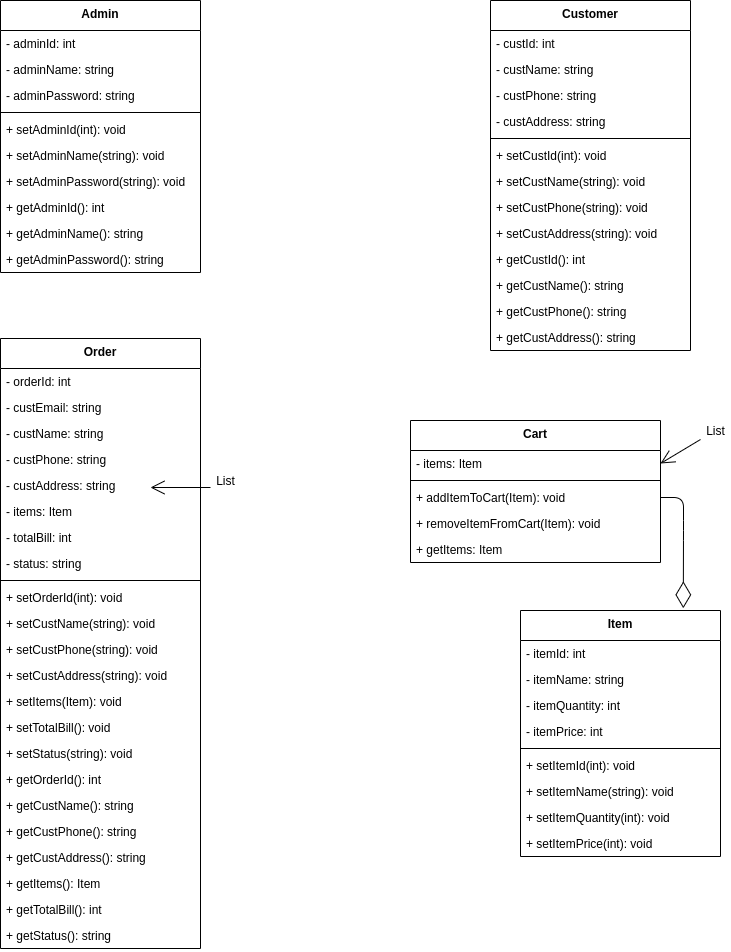 Admin
- adminId: int
- adminName: string
- adminPassword: string
+ setAdminId(int): void
+ setAdminName(string): void
+ setAdminPassword(string): void
+ getAdminId(): int
+ getAdminName(): string
+ getAdminPassword(): string
Customer
- custId: int
- custName: string
- custPhone: string
- custAddress: string
+ setCustId(int): void
+ setCustName(string): void
+ setCustPhone(string): void
+ setCustAddress(string): void
+ getCustId(): int
+ getCustName(): string
+ getCustPhone(): string
+ getCustAddress(): string
Order
- orderId: int
- custEmail: string
- custName: string
- custPhone: string
- custAddress: string
- items: Item
- totalBill: int
- status: string
+ setOrderId(int): void
+ setCustName(string): void
+ setCustPhone(string): void
+ setCustAddress(string): void
+ setItems(Item): void
+ setTotalBill(): void
+ setStatus(string): void
+ getOrderId(): int
+ getCustName(): string
+ getCustPhone(): string
+ getCustAddress(): string
+ getItems(): Item
+ getTotalBill(): int
+ getStatus(): string
List
Cart
- items: Item
+ addItemToCart(Item): void
+ removeItemFromCart(Item): void
+ getItems: Item
List
Item
- itemId: int
- itemName: string
- itemQuantity: int
- itemPrice: int
+ setItemId(int): void
+ setItemName(string): void
+ setItemQuantity(int): void
+ setItemPrice(int): void